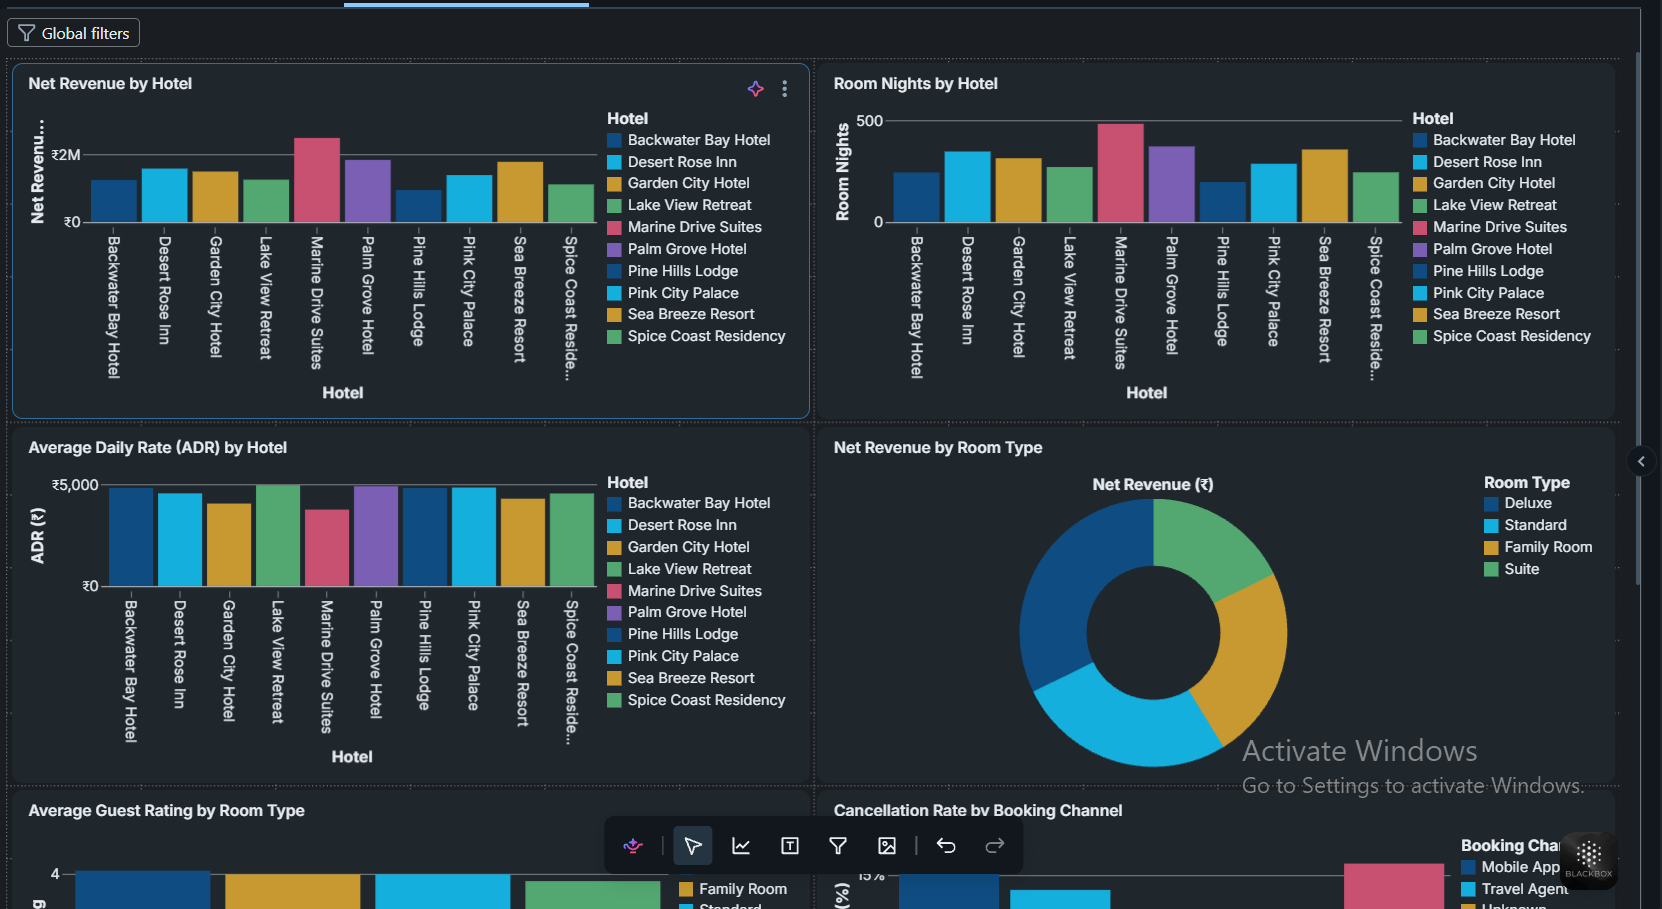 Global filters
Net Revenue by Hotel
Net Revenu...
₹2M
₹0
Backwater Bay Hotel
Desert Rose Inn
Garden City Hotel
Lake View Retreat
Marine Drive Suites
Palm Grove Hotel
Pine Hills Lodge
Pink City Palace
Sea Breeze Resort
Spice Coast Reside...
Hotel
Hotel
Backwater Bay Hotel
Desert Rose Inn
Garden City Hotel
Lake View Retreat
Marine Drive Suites
Palm Grove Hotel
Pine Hills Lodge
Pink City Palace
Sea Breeze Resort
Spice Coast Residency
Room Nights by Hotel
Room Nights
500
0
Backwater Bay Hotel
Desert Rose Inn
Garden City Hotel
Lake View Retreat
Marine Drive Suites
Palm Grove Hotel
Pine Hills Lodge
Pink City Palace
Sea Breeze Resort
Spice Coast Reside...
Hotel
Hotel
Backwater Bay Hotel
Desert Rose Inn
Garden City Hotel
Lake View Retreat
Marine Drive Suites
Palm Grove Hotel
Pine Hills Lodge
Pink City Palace
Sea Breeze Resort
Spice Coast Residency
Average Daily Rate (ADR) by Hotel
ADR (₹)
₹5,000
₹0
Backwater Bay Hotel
Desert Rose Inn
Garden City Hotel
Lake View Retreat
Marine Drive Suites
Palm Grove Hotel
Pine Hills Lodge
Pink City Palace
Sea Breeze Resort
Spice Coast Reside...
Hotel
Hotel
Backwater Bay Hotel
Desert Rose Inn
Garden City Hotel
Lake View Retreat
Marine Drive Suites
Palm Grove Hotel
Pine Hills Lodge
Pink City Palace
Sea Breeze Resort
Spice Coast Residency
Net Revenue by Room Type
Net Revenue (₹)
Room Type
Deluxe
Standard
Family Room
Suite
Activate Windows
Go to Settings to activate Windows.
Average Guest Rating by Room Type
4
Family Room
Standard
Cancellation Rate by Booking Channel
15%
(%)
Booking Cha
Mobile App
Travel Agent
Unknown
BLACKBOX